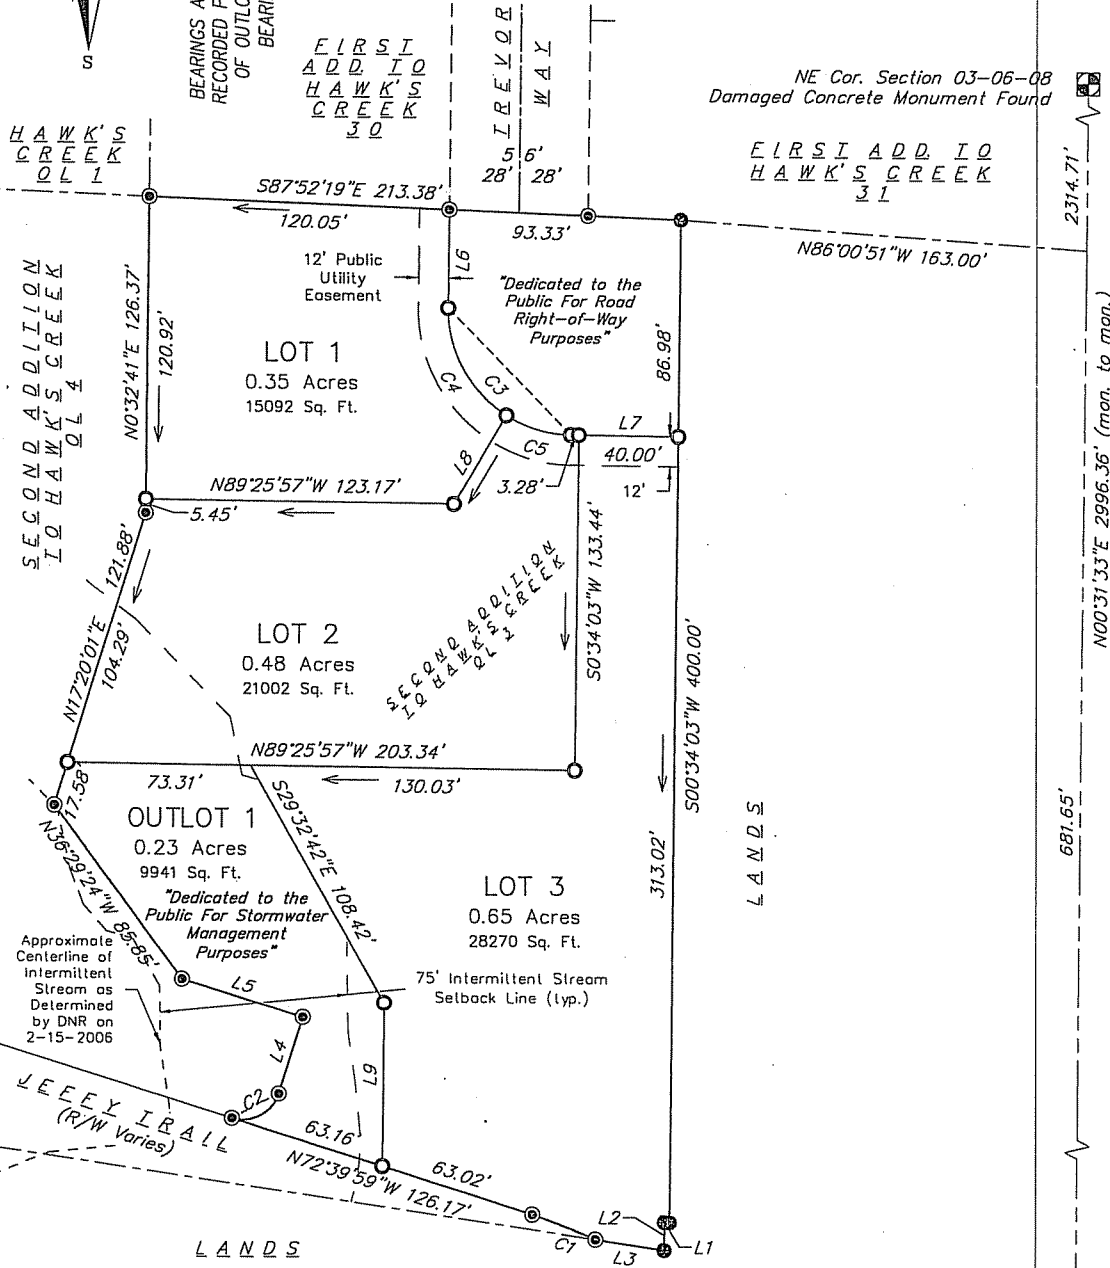 S
BEARINGS A
RECORDED F
OF OUTLO
BEARI
FIRST
ADD. TO
HAWK'S
CREEK
30
TREVOR
WAY
56'
28'
28'
NE Cor. Section 03-06-08
Damaged Concrete Monument Found
FIRST ADD. TO
HAWK'S CREEK
31
2314.71'
HAWK'S
CREEK
OL 1
S87°52'19"E 213.38'
120.05'
93.33'
N86°00'51"W 163.00'
12' Public
Utility
Easement
L6
"Dedicated to the
Public For Road
Right-of-Way
Purposes"
86.98'
SECOND ADDITION
TO HAWK'S CREEK
OL 4
N0°32'41"E 126.37'
120.92'
LOT 1
0.35 Acres
15092 Sq. Ft.
C4
C3
C5
L7
40.00'
12'
L8
3.28'
N89°25'57"W 123.17'
5.45'
N00°31'33"E 2996.36' (mon. to mon.)
121.88'
N17°20'01"E
104.29'
LOT 2
0.48 Acres
21002 Sq. Ft.
SECOND ADDITION
TO HAWK'S CREEK
OL 3
S0°34'03"W 133.44'
S00°34'03"W 400.00'
N89°25'57"W 203.34'
73.31'
130.03'
17.58
OUTLOT 1
0.23 Acres
9941 Sq. Ft.
"Dedicated to the
Public For Stormwater
Management
Purposes"
N36°29'24"W 85.85'
S29°32'42"E 108.42'
LOT 3
0.65 Acres
28270 Sq. Ft.
313.02'
LANDS
681.65'
Approximate
Centerline of
Intermittent
Stream as
Determined
by DNR on
2-15-2006
75' Intermittent Stream
Setback Line (typ.)
L5
L4
C2
L9
JEFFY TRAIL
(R/W Varies)
63.16'
63.02'
N72°39'59"W 126.17'
C1
L2
L1
L3
LANDS